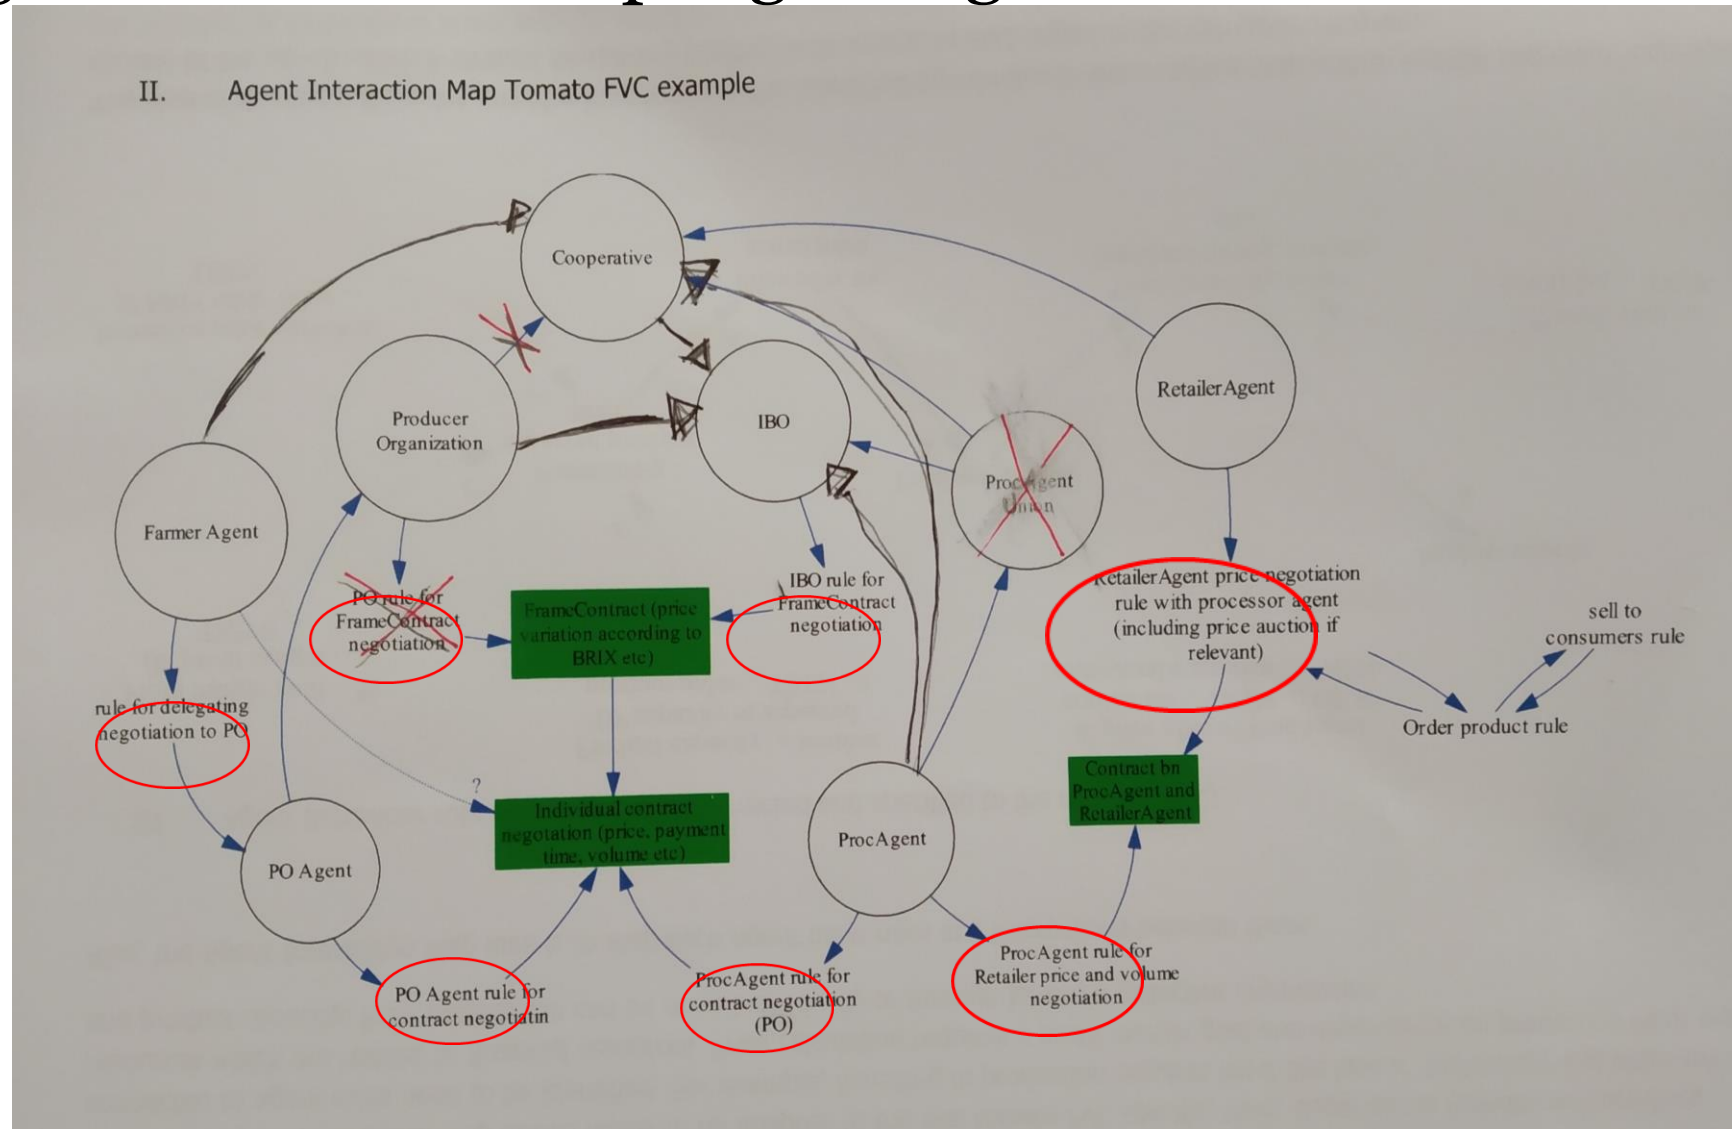 II. Agent Interaction Map Tomato FVC example
Cooperative
RetailerAgent
Producer
Organization
IBO
ProcAgent
Union
Farmer Agent
PO rule for
FrameContract
negotiation
FrameContract (price
variation according to
BRIX etc)
IBO rule for
FrameContract
negotiation
RetailerAgent price negotiation
rule with processor agent
(including price auction if
relevant)
sell to
consumers rule
rule for delegating
negotiation to PO
Order product rule
?
Individual contract
negotation (price, payment
time, volume etc)
Contract bn
ProcAgent and
RetailerAgent
ProcAgent
PO Agent
PO Agent rule for
contract negotiatin
ProcAgent rule for
contract negotiation
(PO)
ProcAgent rule for
Retailer price and volume
negotiation